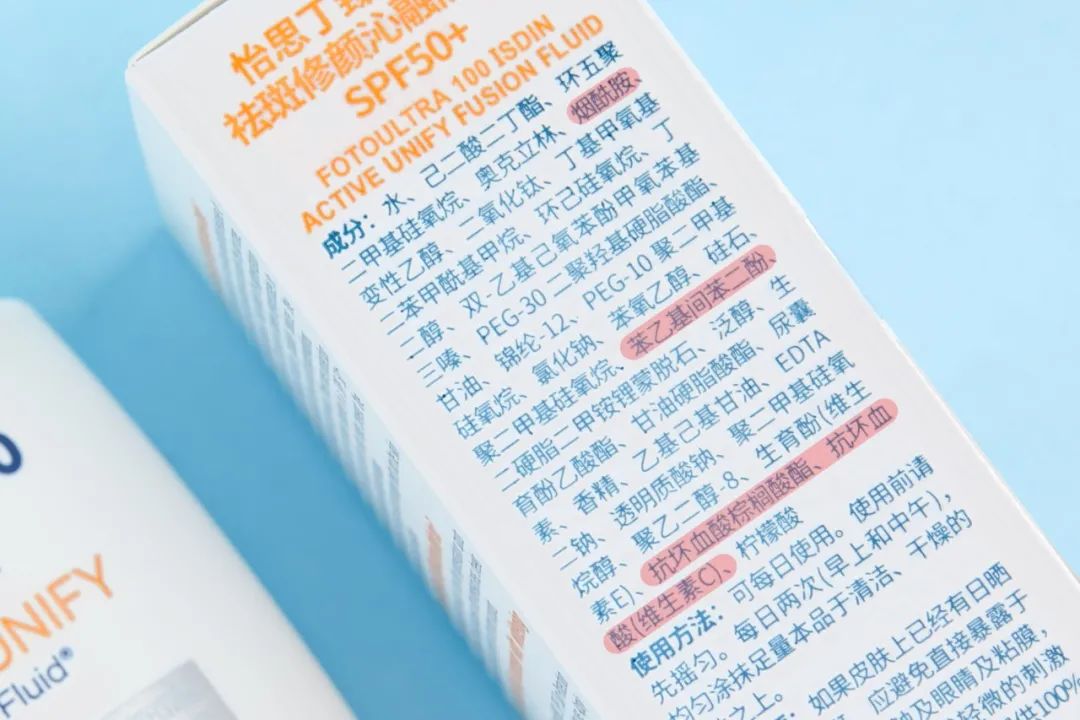 怡思丁臻
祛斑修颜沁融
SPF50+
FOTOULTRA 100 ISDIN
ACTIVE UNIFY FUSION FLUID
成分：水、己二酸二丁酯、环五聚
二甲基硅氧烷、奥克立林、烟酰胺、
变性乙醇、二氧化钛、丁基甲氧基
二苯甲酰基甲烷、环己硅氧烷、丁
二醇、双-乙基己氧苯酚甲氧苯基
三嗪、PEG-30 二聚羟基硬脂酸酯、
甘油、锦纶-12、PEG-10 聚二甲基
硅氧烷、氯化钠、苯氧乙醇、硅石、
聚二甲基硅氧烷、苯乙基间苯二酚、
二硬脂二甲铵锂蒙脱石、泛醇、生
育酚乙酸酯、甘油硬脂酸酯、尿囊
素、香精、乙基己基甘油、EDTA
二钠、透明质酸钠、聚二甲基硅氧
烷醇、聚乙二醇-8、生育酚(维生
素E)、抗坏血酸棕榈酸酯、抗坏血
酸(维生素C)、柠檬酸
使用方法：可每日使用。使用前请
先摇匀。每日两次(早上和中午)，
均匀涂抹足量本品于清洁、干燥的
之上。
如果皮肤上已经有日晒
应避免直接暴露于
及眼睛及粘膜，
轻微的刺激
供100%
0
UNIFY
Fluid®